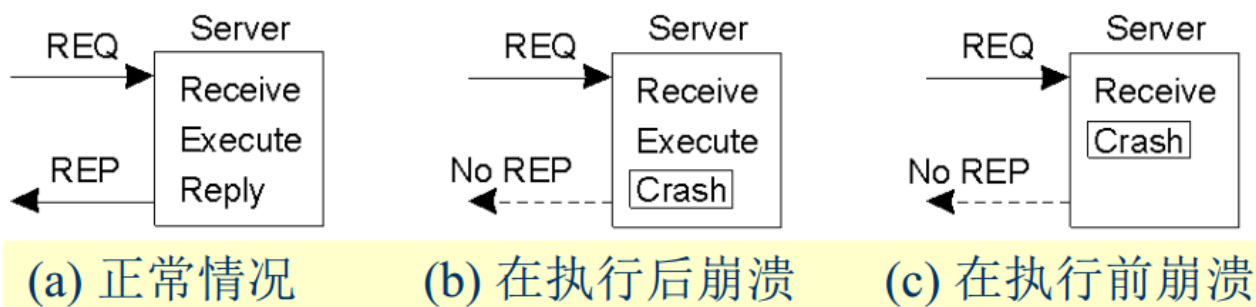 Server
REQ
Receive
Execute
REP
Reply
(a) 正常情况
Server
REQ
Receive
Execute
No REP
Crash
(b) 在执行后崩溃
Server
REQ
Receive
Crash
No REP
(c) 在执行前崩溃